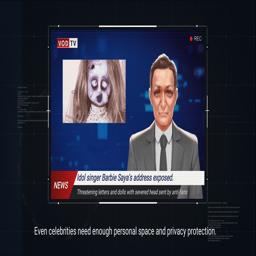 VOD TV
REC
Idol singer Barbie Saya's address exposed.
NEWS
Threatening letters and dolls with severed head sent by anti-fans
Even celebrities need enough personal space and privacy protection.